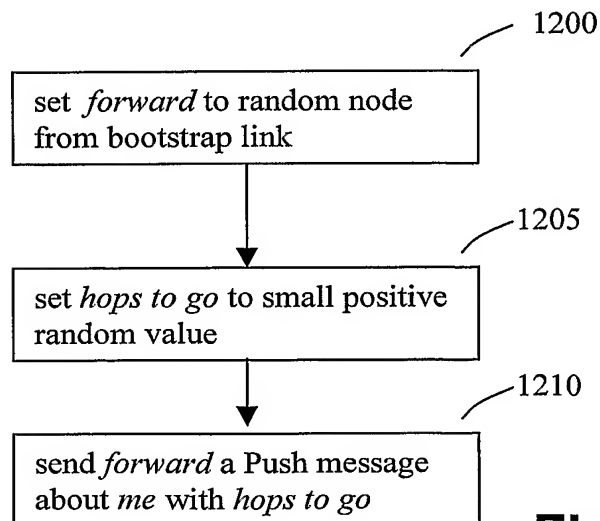 1200
set forward to random node
from bootstrap link
1205
set hops to go to small positive
random value
1210
send forward a Push message
about me with hops to go